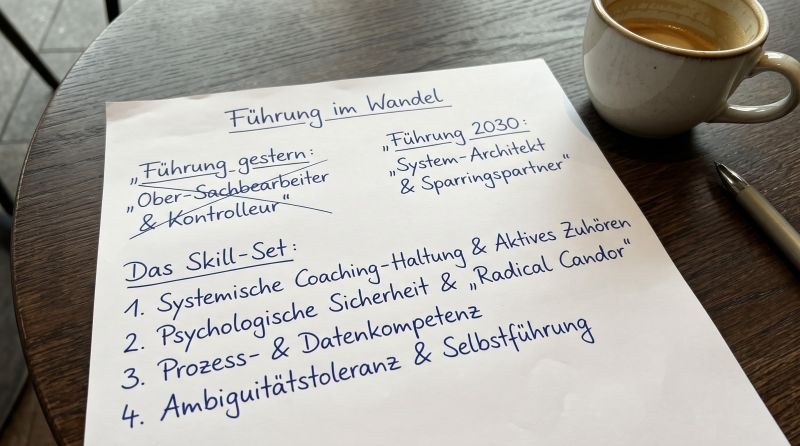 Führung im Wandel
„Führung gestern:
„Ober-Sachbearbeiter
& Kontrolleur"
„Führung 2030:
„System-Architekt
& Sparringspartner"
Das Skill-Set:
1. Systemische Coaching-Haltung & Aktives Zuhören
2. Psychologische Sicherheit & „Radical Candor"
3. Prozess- & Datenkompetenz
4. Ambiguitätstoleranz & Selbstführung